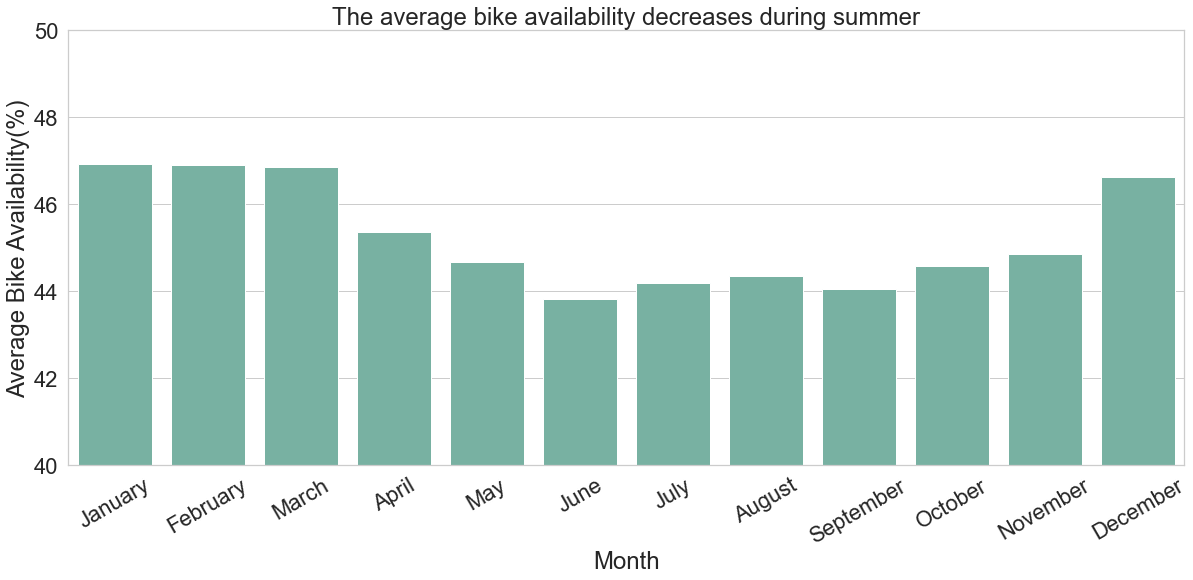 The average bike availability decreases during summer
Average Bike Availability(%)
50
48
46
44
42
40
January
February
March
April
May
June
July
August
September
October
November
December
Month